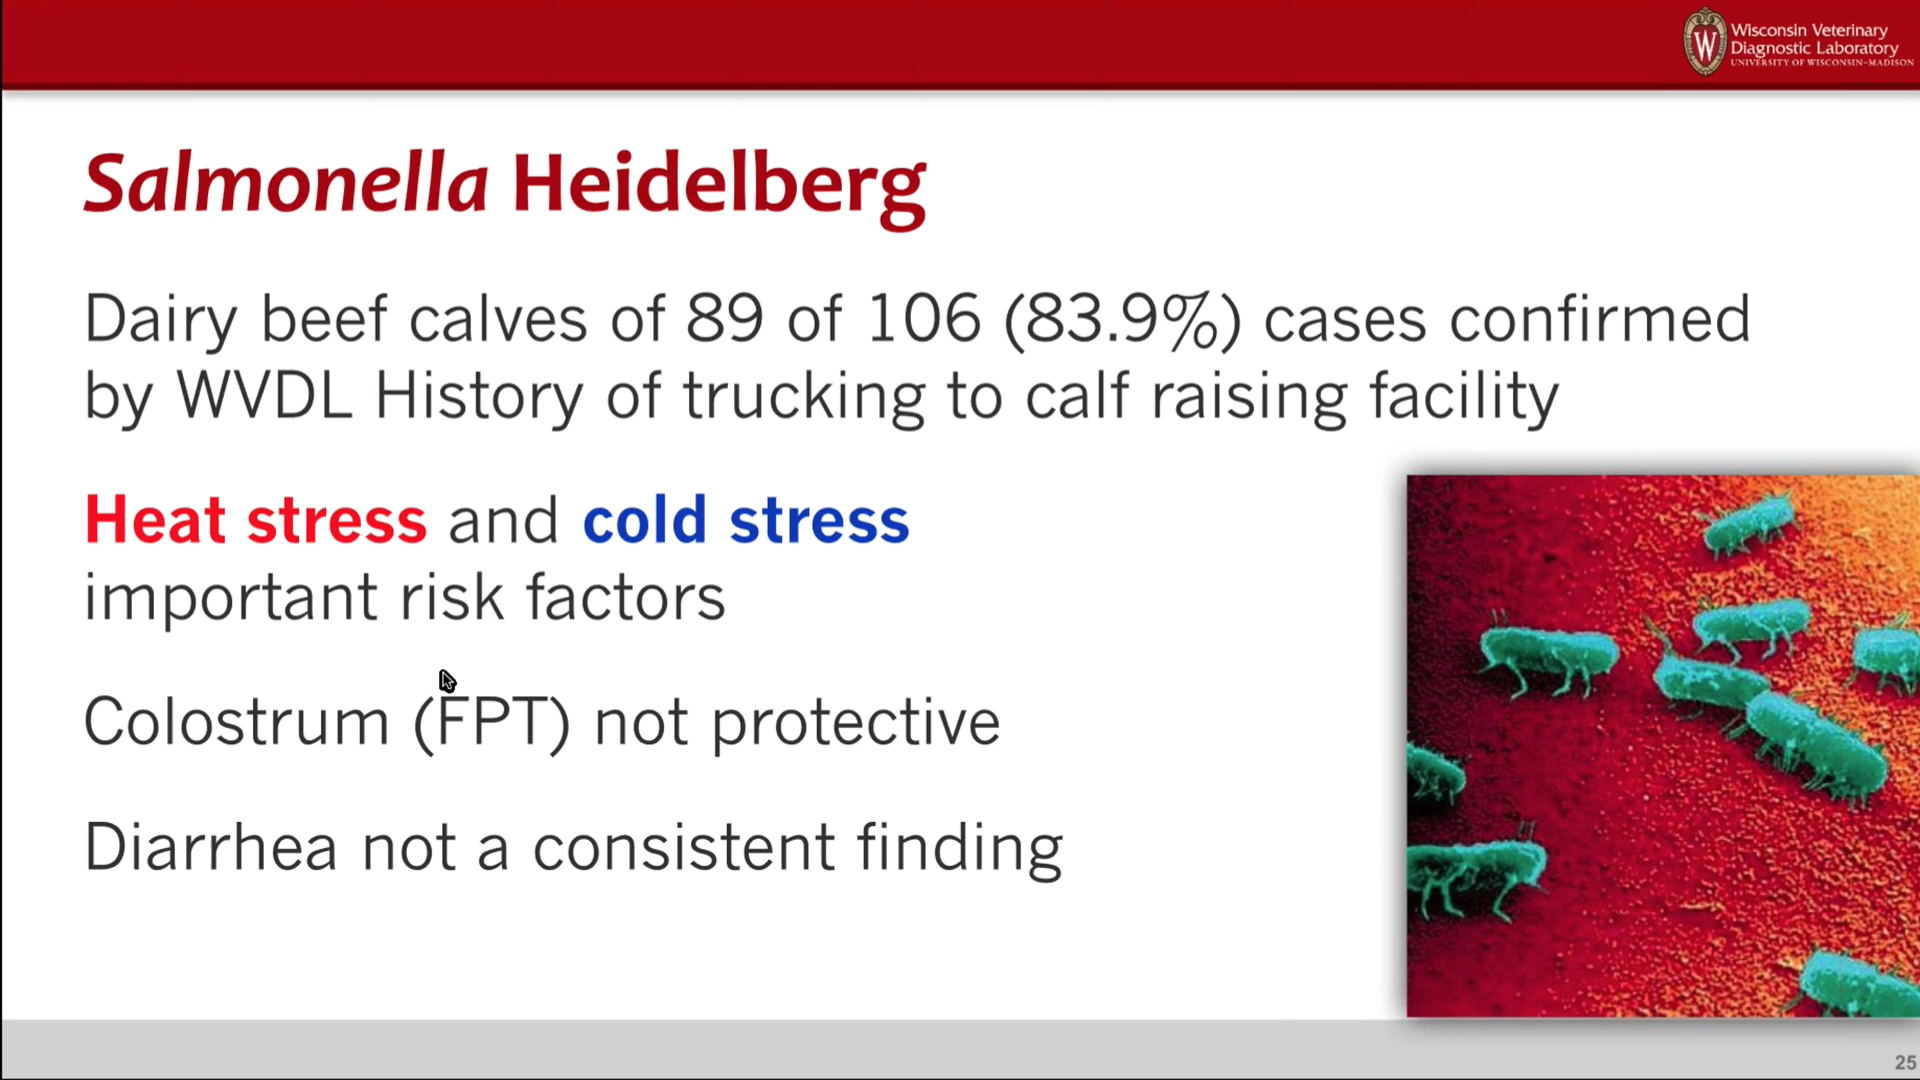 Wisconsin Veterinary
Diagnostic Laboratory
UNIVERSITY OF WISCONSIN-MADISON
W
Salmonella Heidelberg
Dairy beef calves of 89 of 106 (83.9%) cases confirmed
by WVDL History of trucking to calf raising facility
Heat stress and cold stress
important risk factors
Colostrum (FPT) not protective
Diarrhea not a consistent finding
25